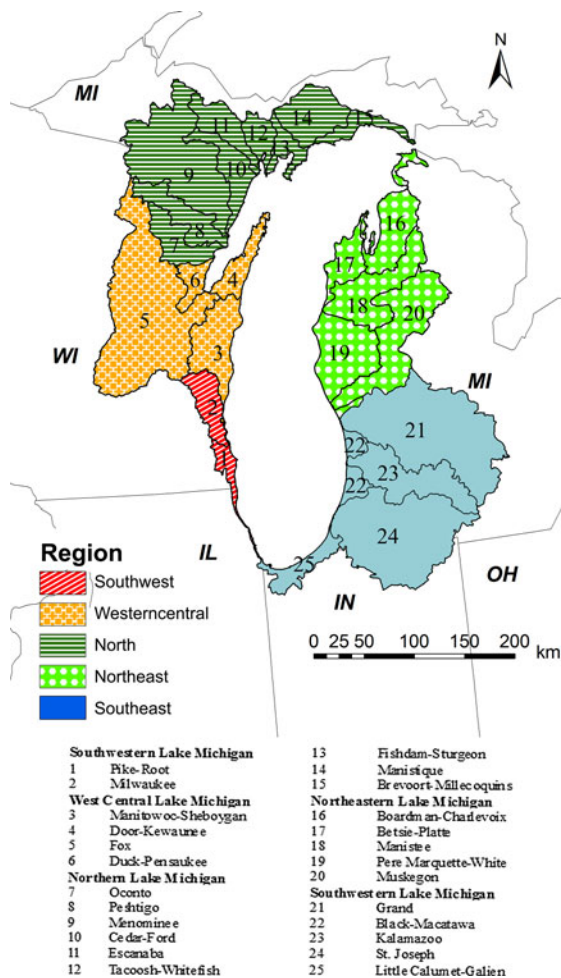 N
MI
14
15
11
12
13
10
9
16
28
7
17
6
4
18
20
5
3
19
WI
MI
2
21
22
23
22
24
IL
25
OH
IN
Region
Southwest
Westerncentral
North
Northeast
Southeast
0 25 50 100 150 200
km
Southwestern Lake Michigan
1 Pike-Root
2 Milwaukee
West Central Lake Michigan
3 Manitowoc-Sheboygan
4 Door-Kewaunee
5 Fox
6 Duck-Pensaukee
Northern Lake Michigan
7 Oconto
8 Peshtigo
9 Menominee
10 Cedar-Ford
11 Escanaba
12 Tacoosh-Whitefish
13 Fishdam-Sturgeon
14 Manistique
15 Brevoort-Millecoquins
Northeastern Lake Michigan
16 Boardman-Charlevoix
17 Betsie-Platte
18 Manistee
19 Pere Marquette-White
20 Muskegon
Southwestern Lake Michigan
21 Grand
22 Black-Macatawa
23 Kalamazoo
24 St. Joseph
25 Little Calumet-Galien